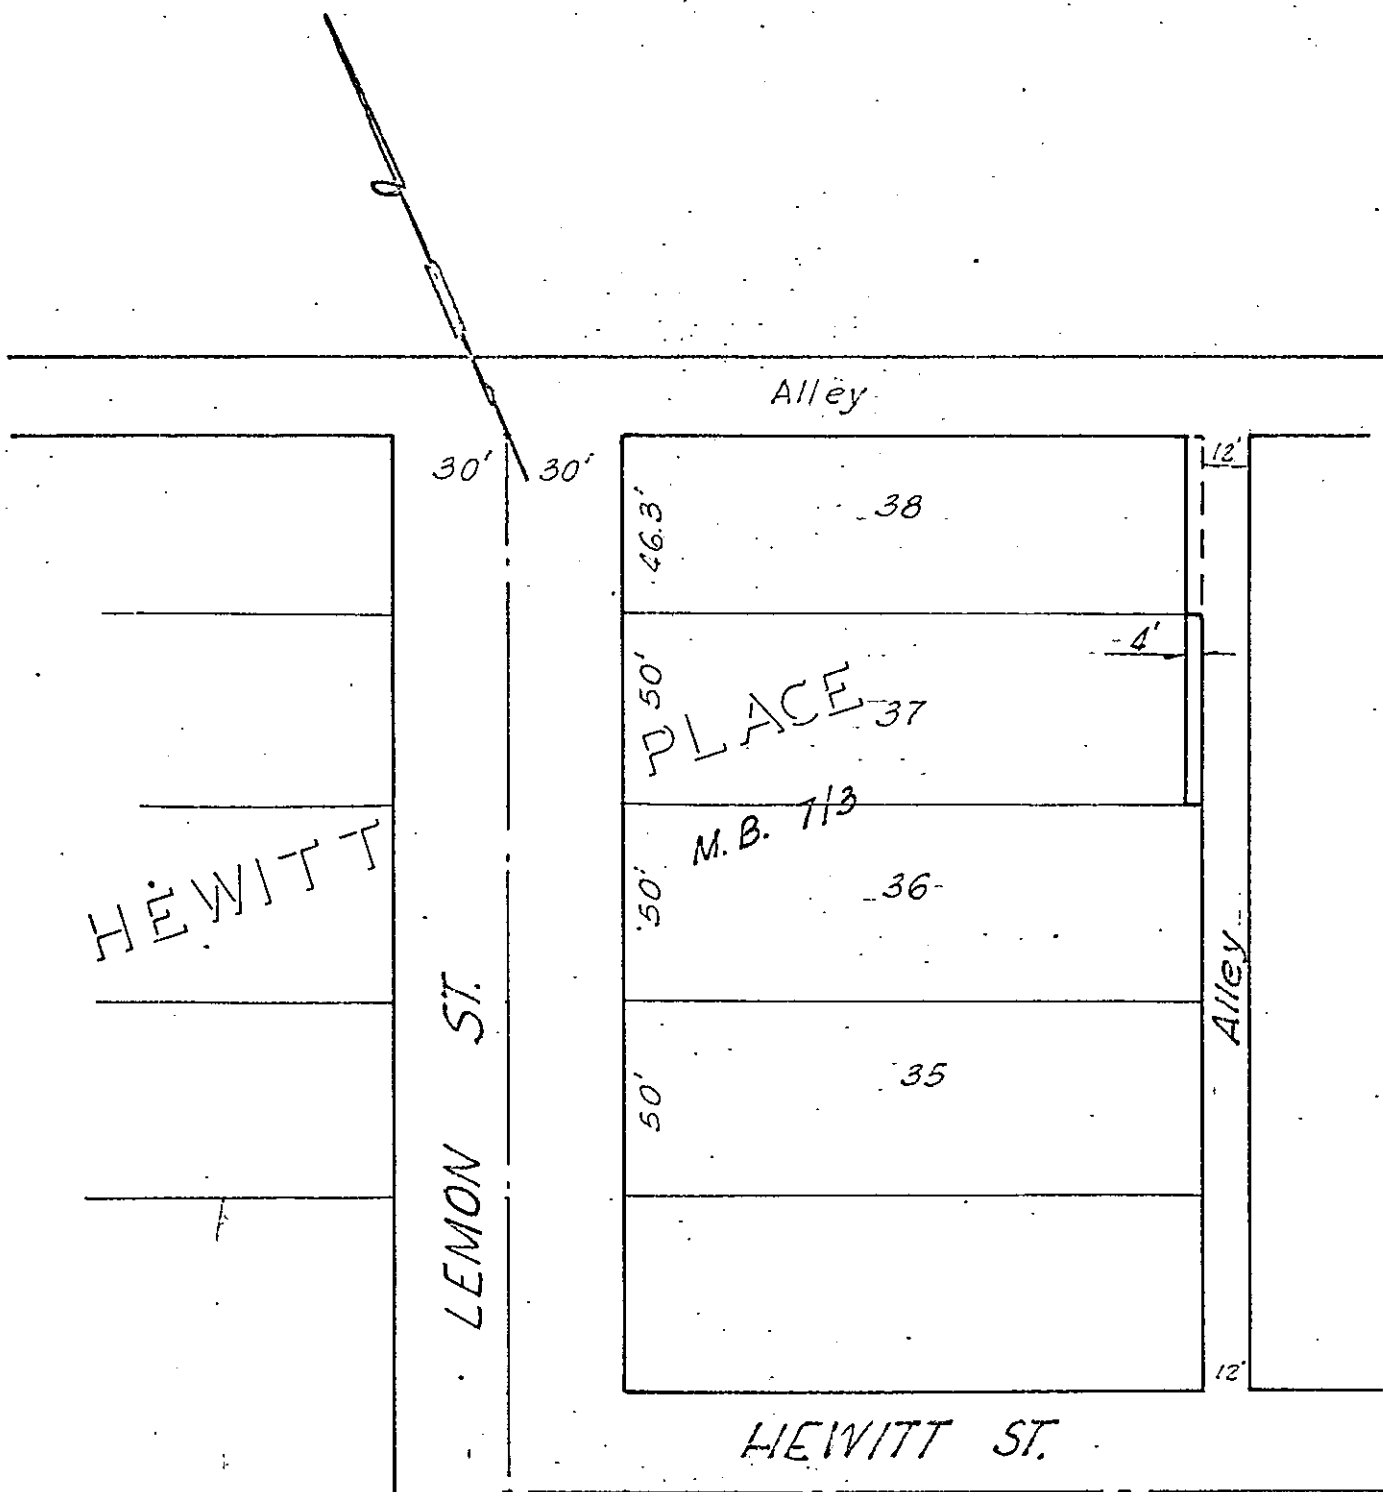 Alley
30' 30'
12'
46.3'
38
4'
50'
PLACE
37
M.B. 7/3
HEWITT
50'
36
Alley
LEMON ST.
50'
35
12'
HEWITT ST.